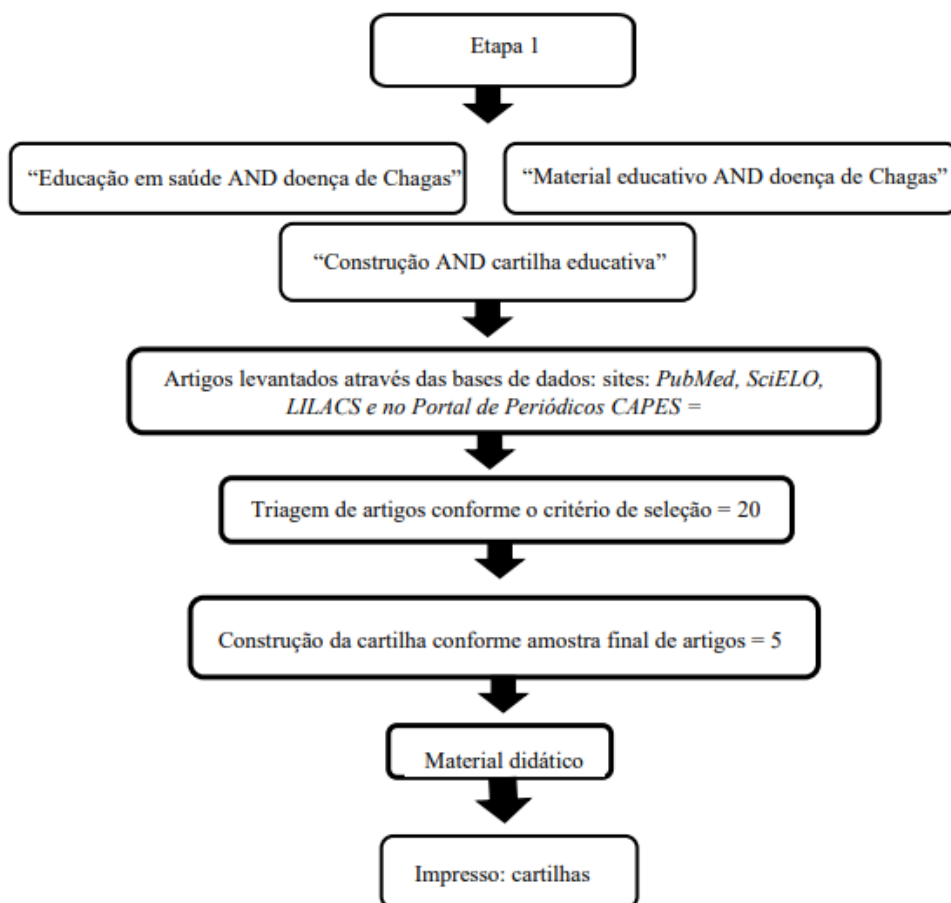 Etapa 1
“Educação em saúde AND doença de Chagas”
“Material educativo AND doença de Chagas”
“Construção AND cartilha educativa”
Artigos levantados através das bases de dados: sites: PubMed, SciELO,
LILACS e no Portal de Periódicos CAPES =
Triagem de artigos conforme o critério de seleção = 20
Construção da cartilha conforme amostra final de artigos = 5
Material didático
Impresso: cartilhas